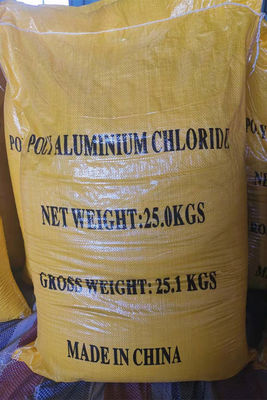 POLY ALUMINIUM CHLORIDE
NET WEIGHT:25.0KGS
GROSS WEIGHT: 25.1 KGS
MADE IN CHINA